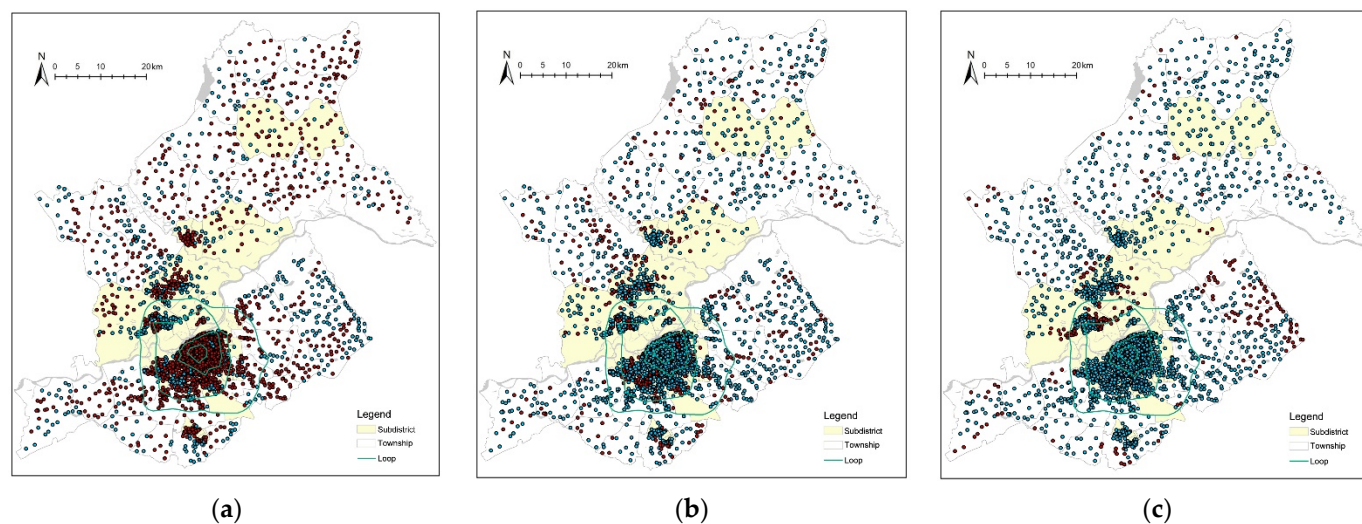 N
0 5 10 20km
Legend
Subdistrict
Township
Loop
(a)
N
0 5 10 20km
Legend
Subdistrict
Township
Loop
(b)
N
0 5 10 20km
Legend
Subdistrict
Township
Loop
(c)